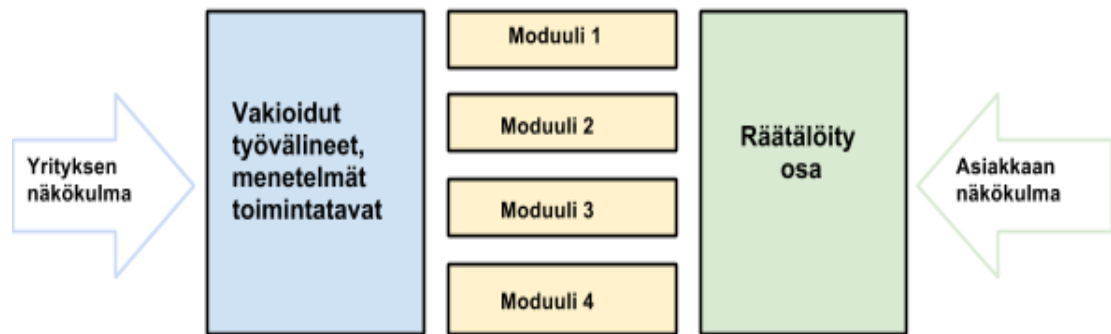 Yrityksen
näkökulma
Vakioidut
työvälineet,
menetelmät
toimintatavat
Moduuli 1
Moduuli 2
Moduuli 3
Moduuli 4
Räätälöity
osa
Asiakkaan
näkökulma